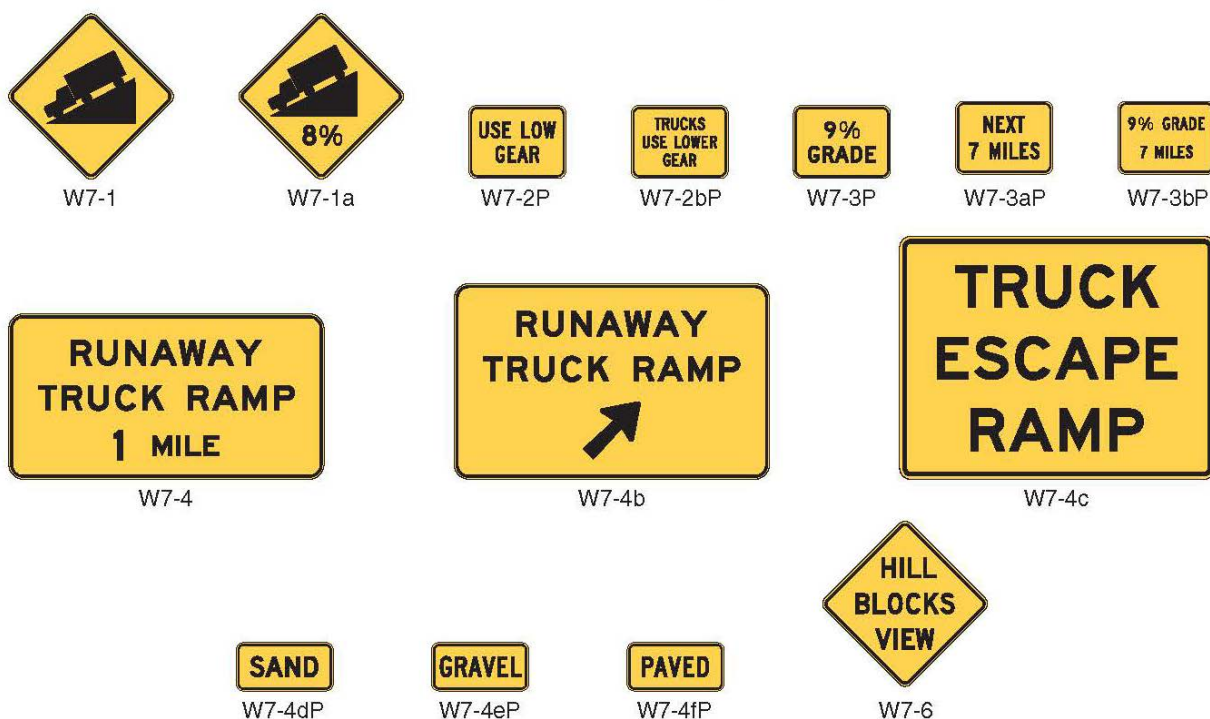 8%
W7-1
W7-1a
USE LOW
GEAR
W7-2P
TRUCKS
USE LOWER
GEAR
W7-2bP
9%
GRADE
W7-3P
NEXT
7 MILES
W7-3aP
9% GRADE
7 MILES
W7-3bP
RUNAWAY
TRUCK RAMP
1 MILE
W7-4
RUNAWAY
TRUCK RAMP
W7-4b
TRUCK
ESCAPE
RAMP
W7-4c
SAND
W7-4dP
GRAVEL
W7-4eP
PAVED
W7-4fP
HILL
BLOCKS
VIEW
W7-6